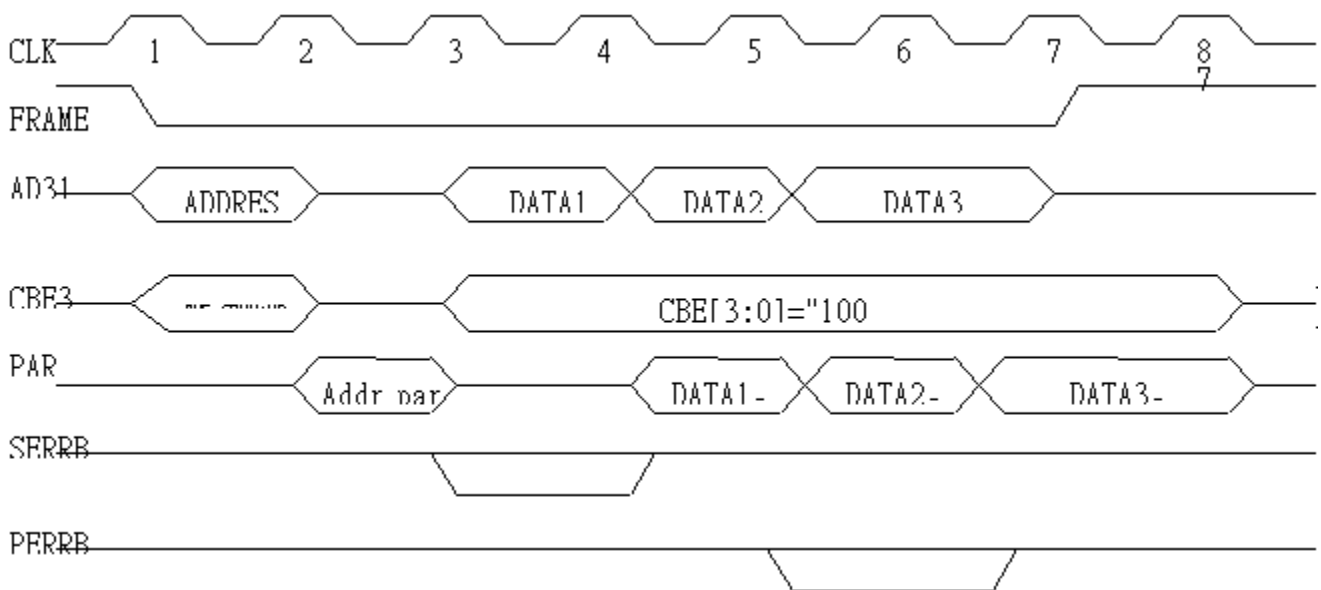 CLK 1 2 3 4 5 6 7 8
7
FRAME
AD31 ADDRES DATA1 DATA2 DATA3
CBE3 CBE[3:0]="100
PAR Addr par DATA1- DATA2- DATA3-
SERRB
PERRB